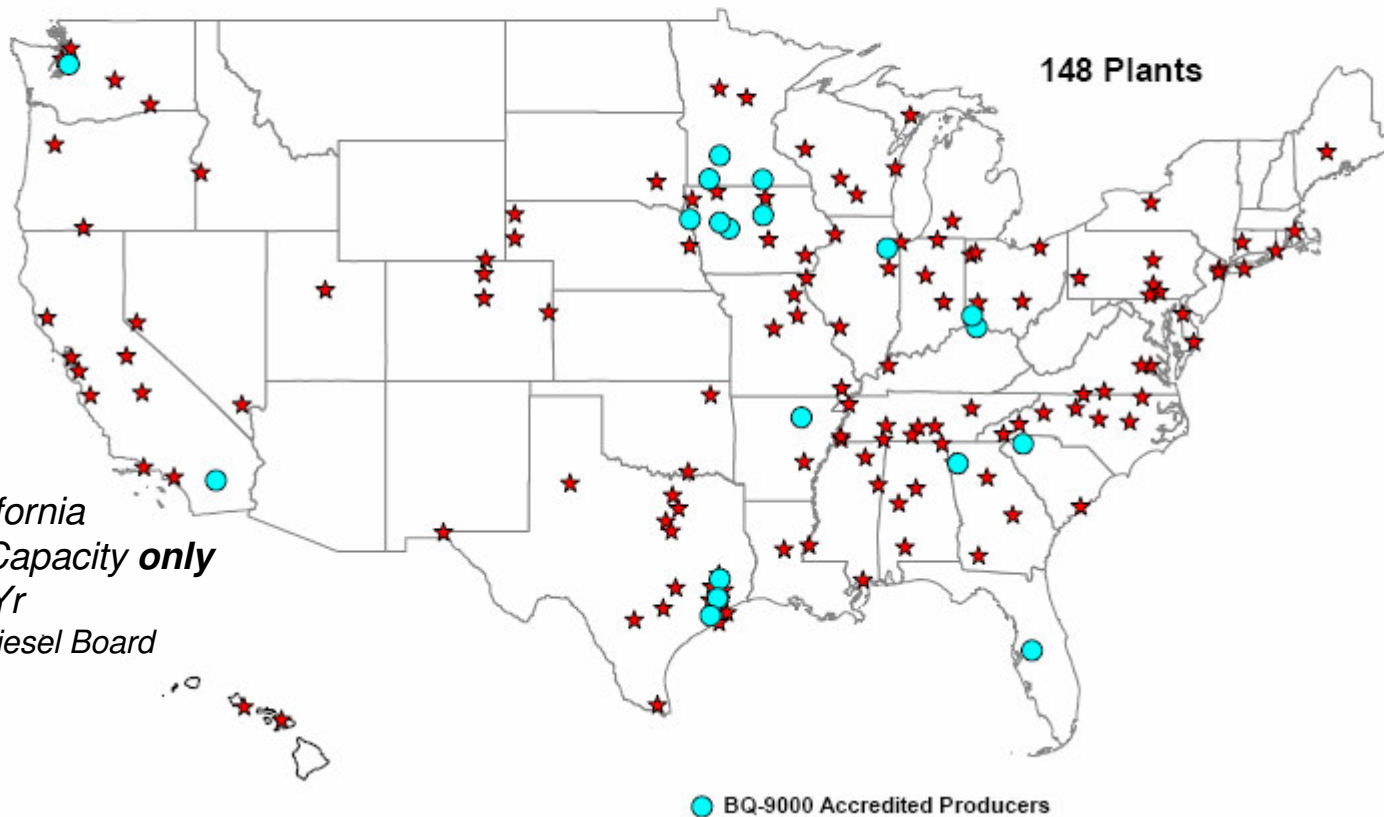 148 Plants
fornia
Capacity only
Yr
iesel Board
BQ-9000 Accredited Producers